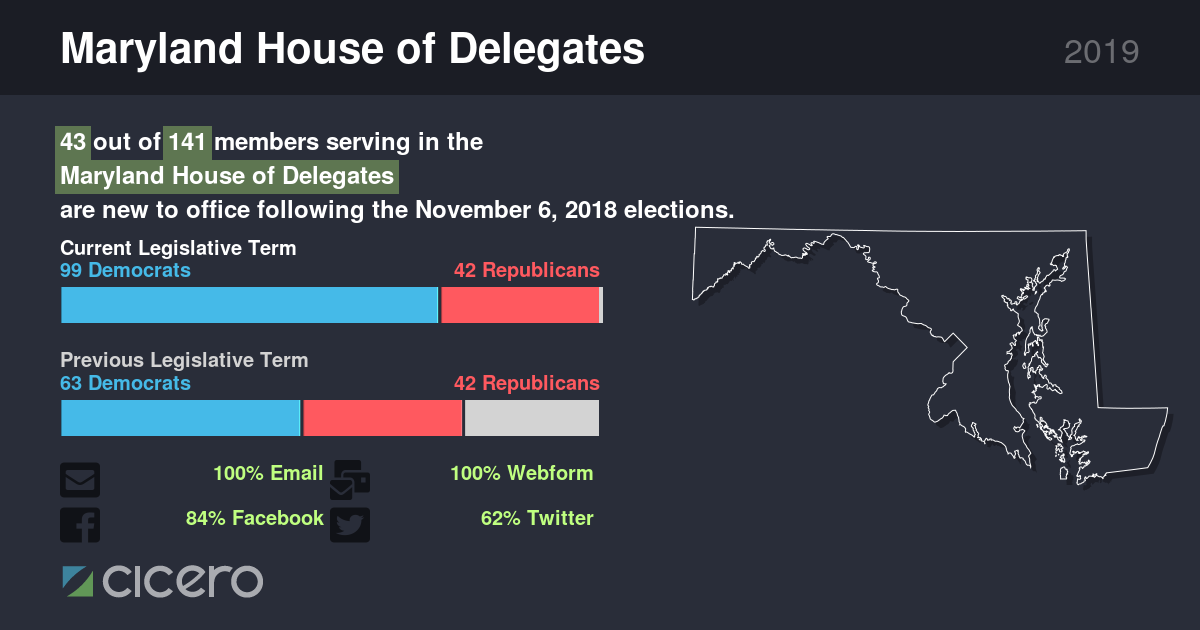 Maryland House of Delegates
2019
43 out of 141 members serving in the
Maryland House of Delegates
are new to office following the November 6, 2018 elections.
Current Legislative Term
99 Democrats 42 Republicans
Previous Legislative Term
63 Democrats 42 Republicans
100% Email 100% Webform
84% Facebook 62% Twitter
cicero